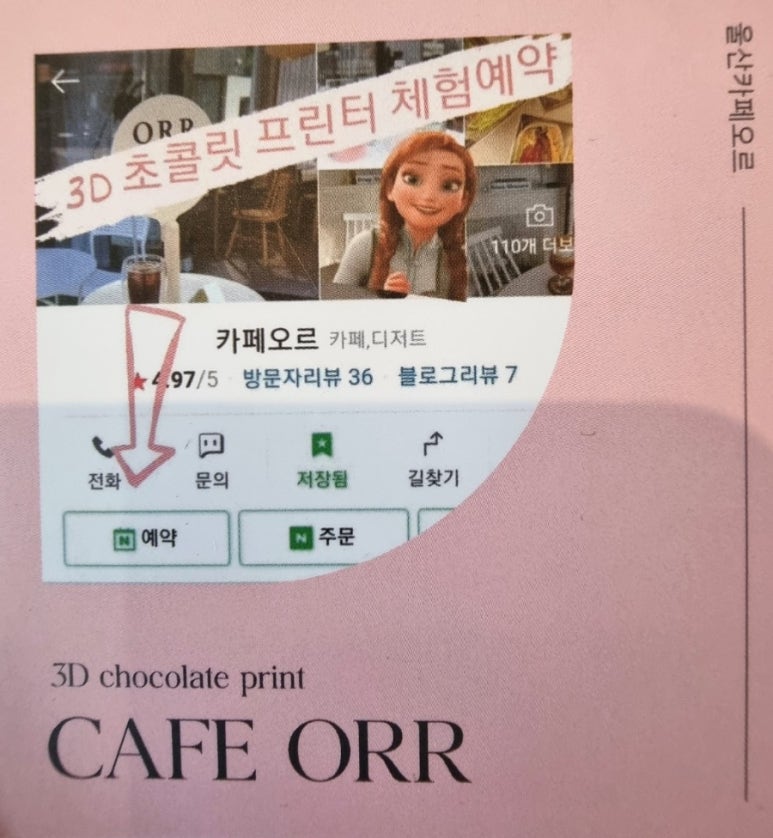 울산카페오르
ORR
3D 초콜릿 프린터 체험예약
110개 더보
카페오르 카페,디저트
★ 4.97/5 · 방문자리뷰 36 · 블로그리뷰 7
전화 문의 저장됨 길찾기
N 예약 N 주문
3D chocolate print
CAFE ORR